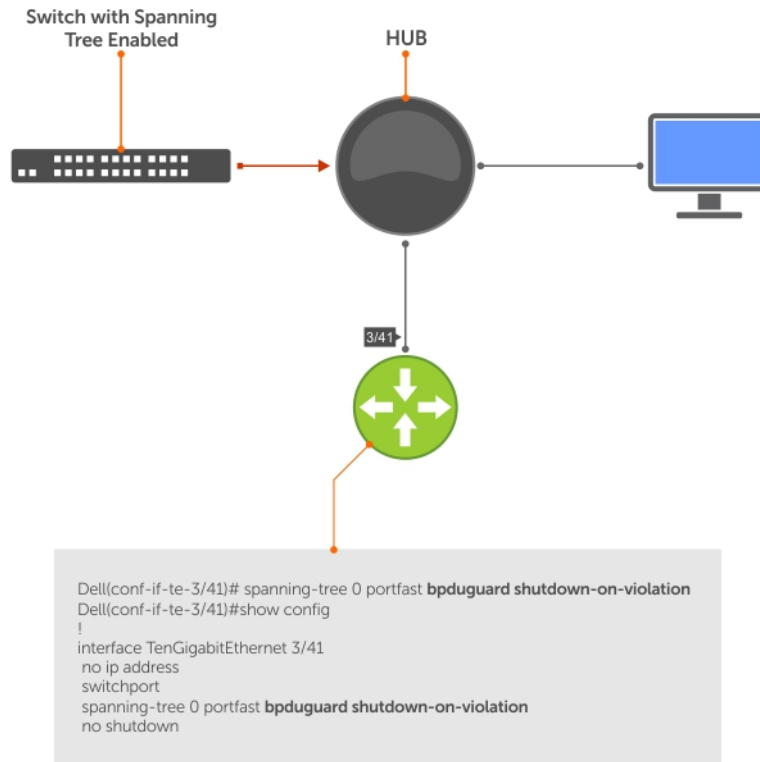 Switch with Spanning
Tree Enabled
HUB
3/41
Dell(conf-if-te-3/41)# spanning-tree 0 portfast bpduguard shutdown-on-violation
Dell(conf-if-te-3/41)#show config
!
interface TenGigabitEthernet 3/41
no ip address
switchport
spanning-tree 0 portfast bpduguard shutdown-on-violation
no shutdown